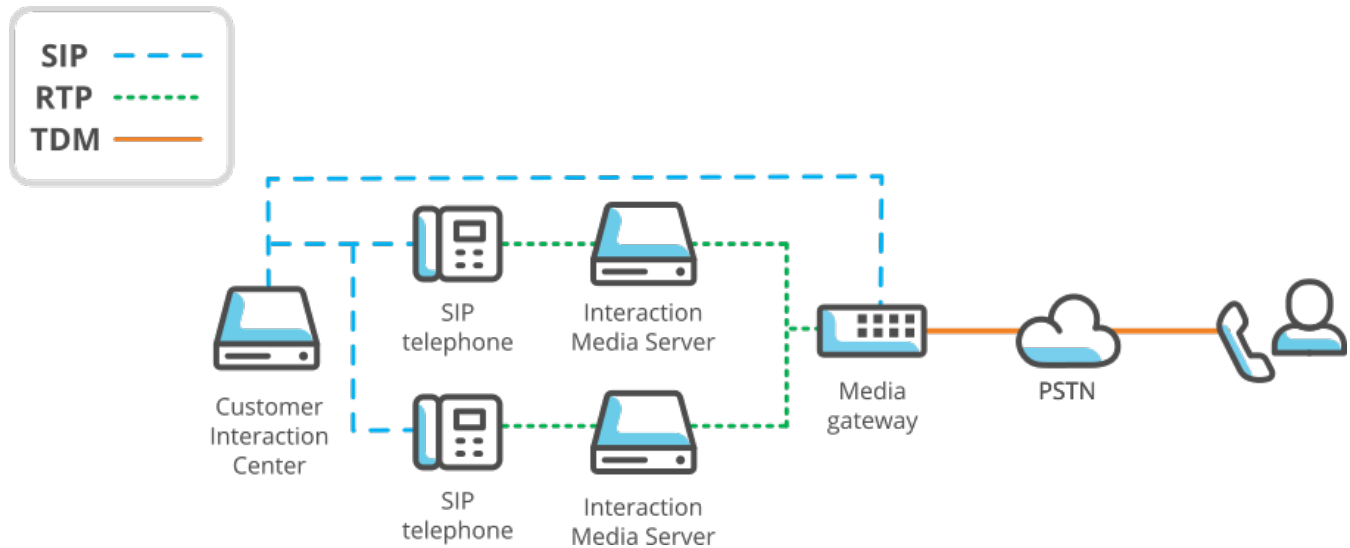 SIP
RTP
TDM
SIP
telephone
Interaction
Media Server
Customer
Interaction
Center
Media
gateway
PSTN
SIP
telephone
Interaction
Media Server